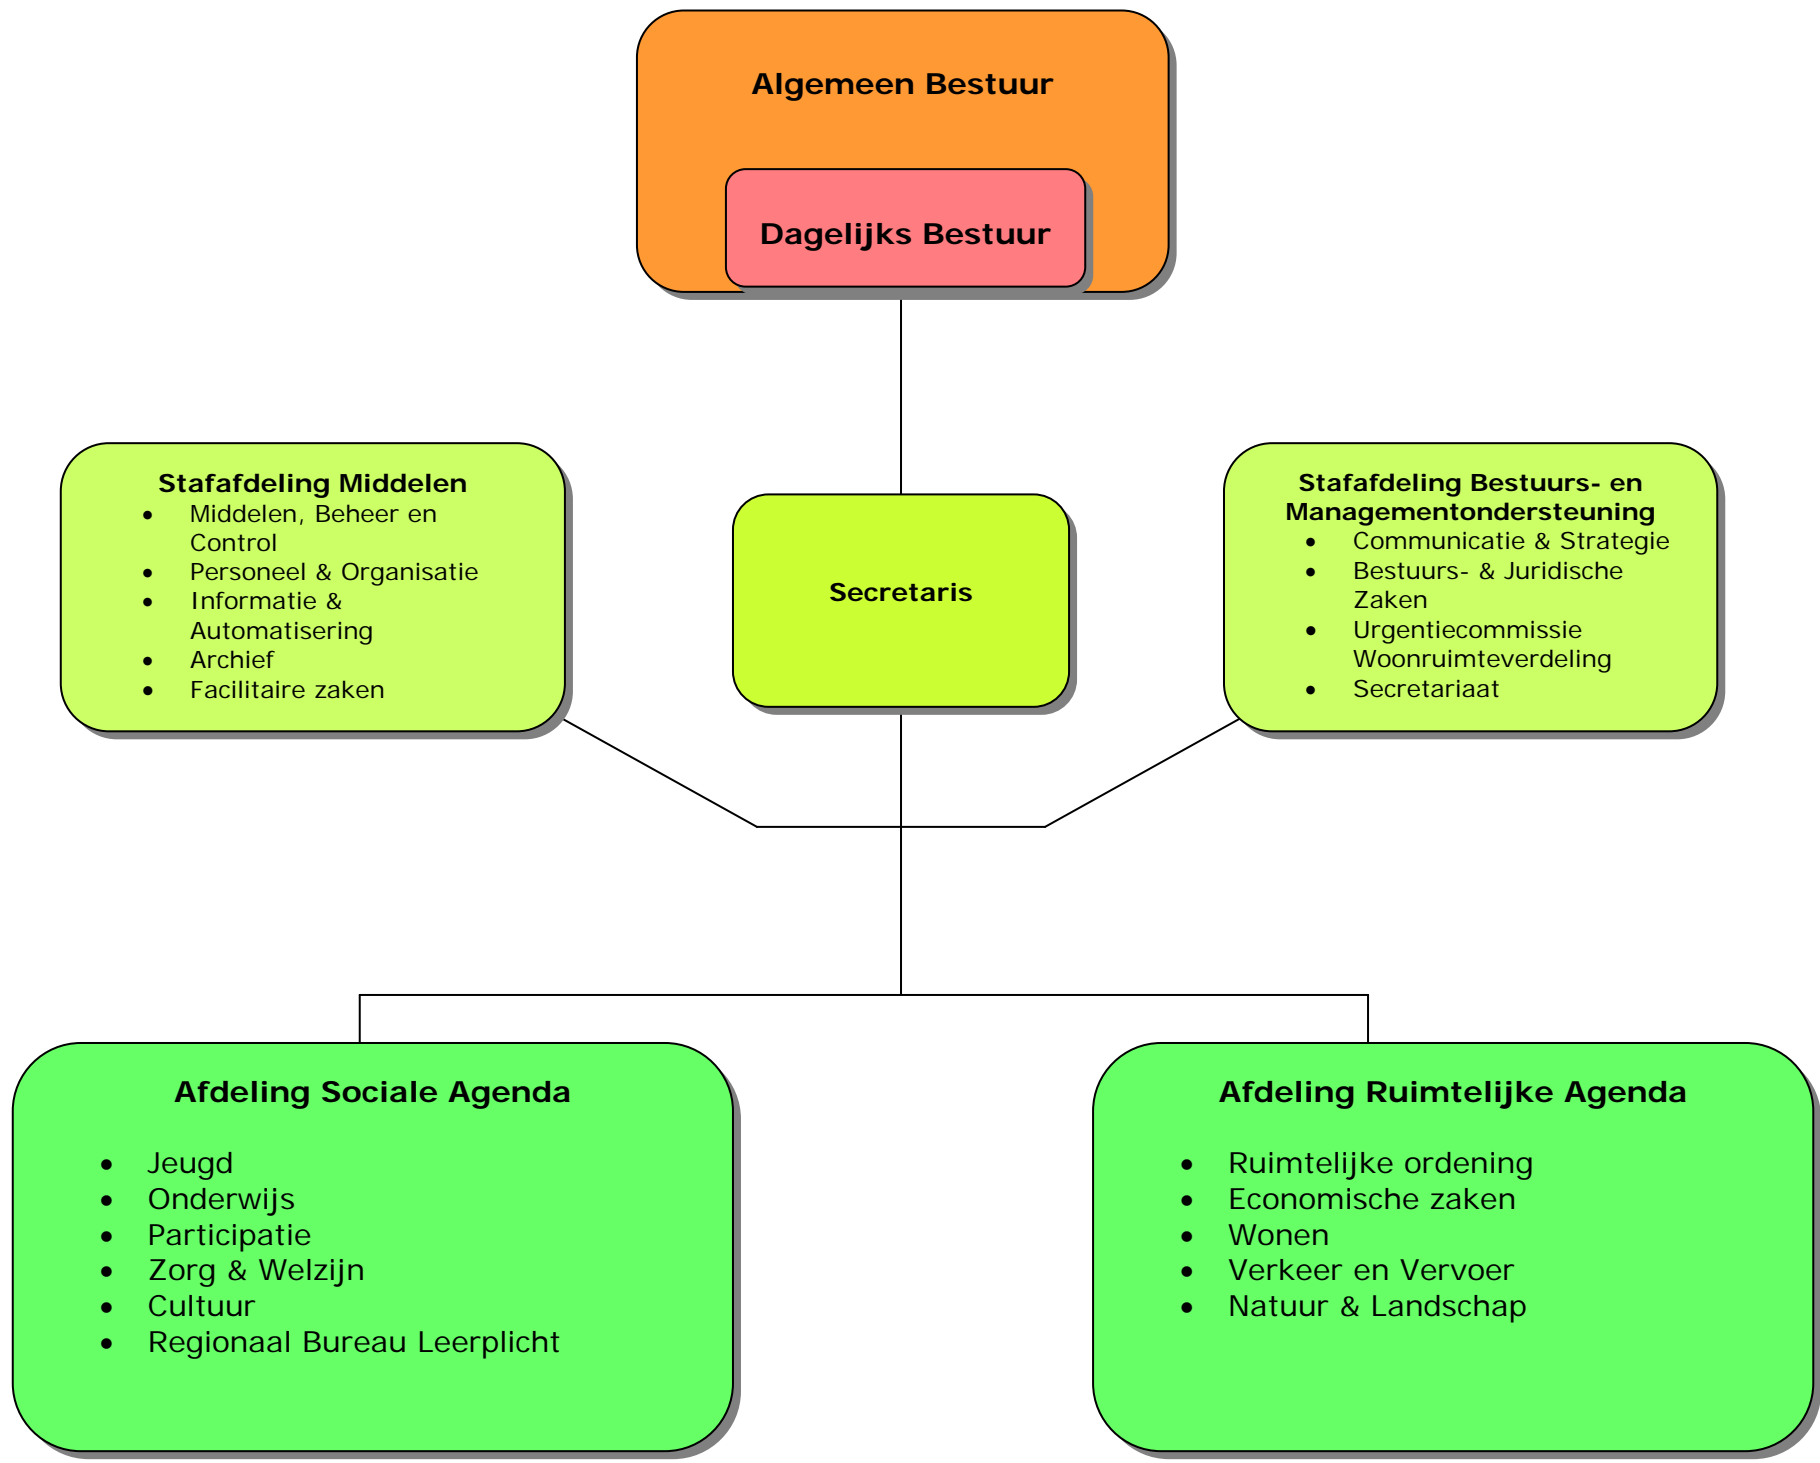 Algemeen Bestuur
Dagelijks Bestuur
Stafafdeling Middelen
• Middelen, Beheer en
Control
• Personeel & Organisatie
• Informatie &
Automatisering
• Archief
• Facilitaire zaken
Secretaris
Stafafdeling Bestuurs- en
Managementondersteuning
• Communicatie & Strategie
• Bestuurs- & Juridische
Zaken
• Urgentiecommissie
Woonruimteverdeling
• Secretariaat
Afdeling Sociale Agenda
• Jeugd
• Onderwijs
• Participatie
• Zorg & Welzijn
• Cultuur
• Regionaal Bureau Leerplicht
Afdeling Ruimtelijke Agenda
• Ruimtelijke ordening
• Economische zaken
• Wonen
• Verkeer en Vervoer
• Natuur & Landschap